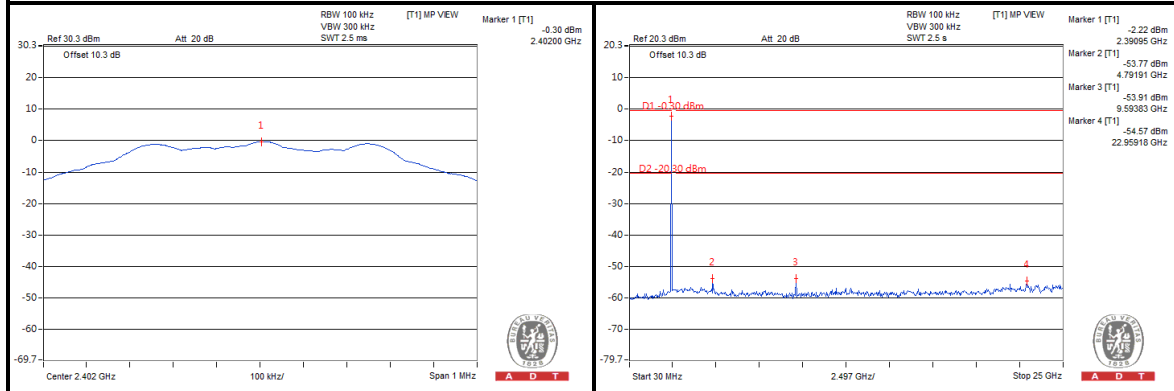 RBW 100 kHz [T1] MP VIEW
VBW 300 kHz
Ref 30.3 dBm Att 20 dB SWT 2.5 ms
Marker 1 [T1]
-0.30 dBm
2.40200 GHz
Offset 10.3 dB
30.3
20
10
0
-10
-20
-30
-40
-50
-60
-69.7
1
Center 2.402 GHz 100 kHz/ Span 1 MHz
BUREAU VERITAS
1828
A D T
RBW 100 kHz [T1] MP VIEW
VBW 300 kHz
Ref 20.3 dBm Att 20 dB SWT 2.5 s
Marker 1 [T1]
-2.22 dBm
2.39095 GHz
Marker 2 [T1]
-53.77 dBm
4.79191 GHz
Marker 3 [T1]
-53.91 dBm
9.59383 GHz
Marker 4 [T1]
-54.57 dBm
22.95918 GHz
Offset 10.3 dB
20.3
10
0
-10
-20
-30
-40
-50
-60
-70
-79.7
1
D1 -0.30 dBm
D2 -20.30 dBm
2
3
4
Start 30 MHz 2.497 GHz/ Stop 25 GHz
BUREAU VERITAS
1828
A D T